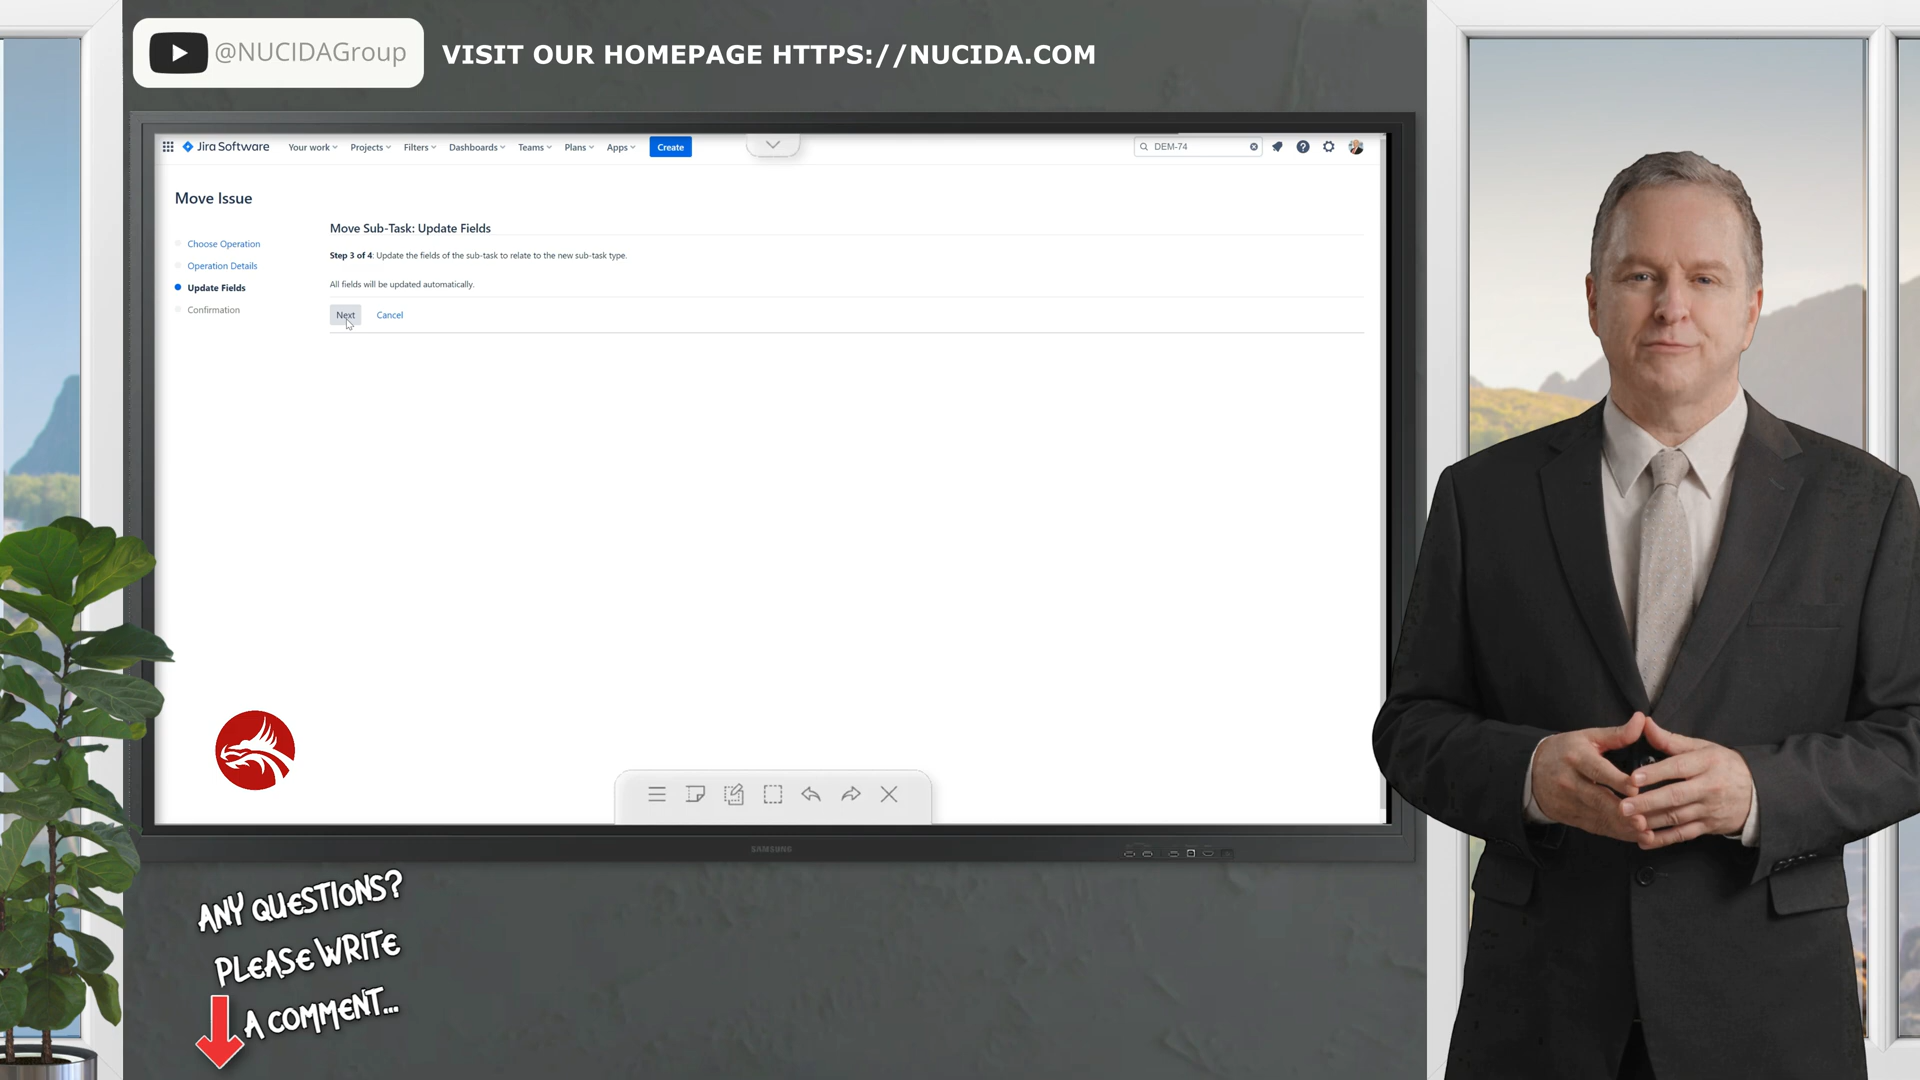 @NUCIDAGroup
VISIT OUR HOMEPAGE HTTPS://NUCIDA.COM
Jira Software
Your work
Projects
Filters
Dashboards
Teams
Plans
Apps
Create
DEM-74
Move Issue
Choose Operation
Operation Details
Update Fields
Confirmation
Move Sub-Task: Update Fields
Step 3 of 4: Update the fields of the sub-task to relate to the new sub-task type.
All fields will be updated automatically.
Next
Cancel
SAMSUNG
ANY QUESTIONS?
PLEASE WRITE
A COMMENT...